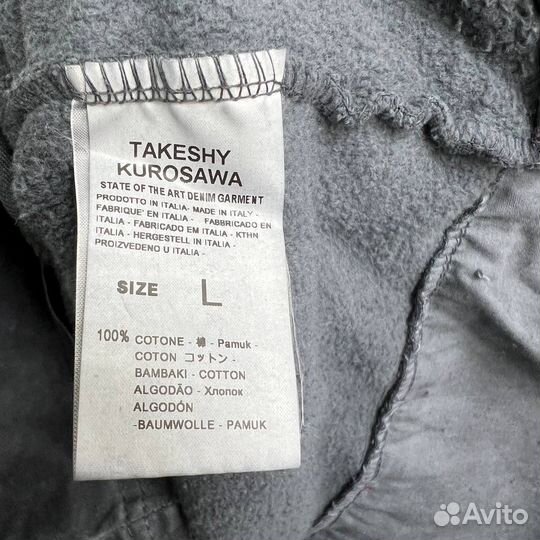 TAKESHY
KUROSAWA
STATE OF THE ART DENIM GARMENT
PRODOTTO IN ITALIA- MADE IN ITALY -
FABRIQUE' EN ITALIA - FABBRICADO EN
ITALIA - FABRICADO EM ITALIA - KTHN
ITALIA - HERGESTELL IN ITALIA -
PROIZVEDENO U ITALIA -
SIZE L
100% COTONE - 棉 - Pamuk -
COTON コットン -
BAMBAKI - COTTON
ALGODÃO - Хлопок
ALGODÓN
-BAUMWOLLE - PAMUK
Avito